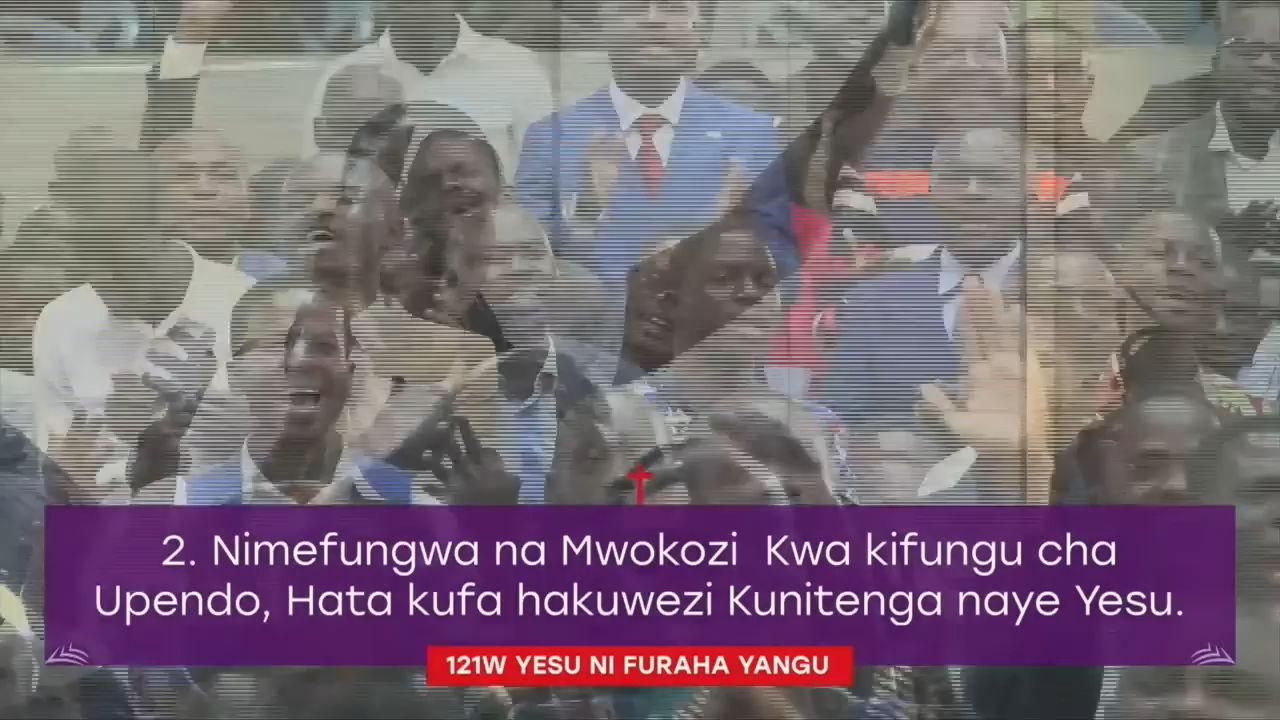 2. Nimefungwa na Mwokozi  Kwa kifungu cha
Upendo, Hata kufa hakuwezi Kunitenga naye Yesu.
121W YESU NI FURAHA YANGU